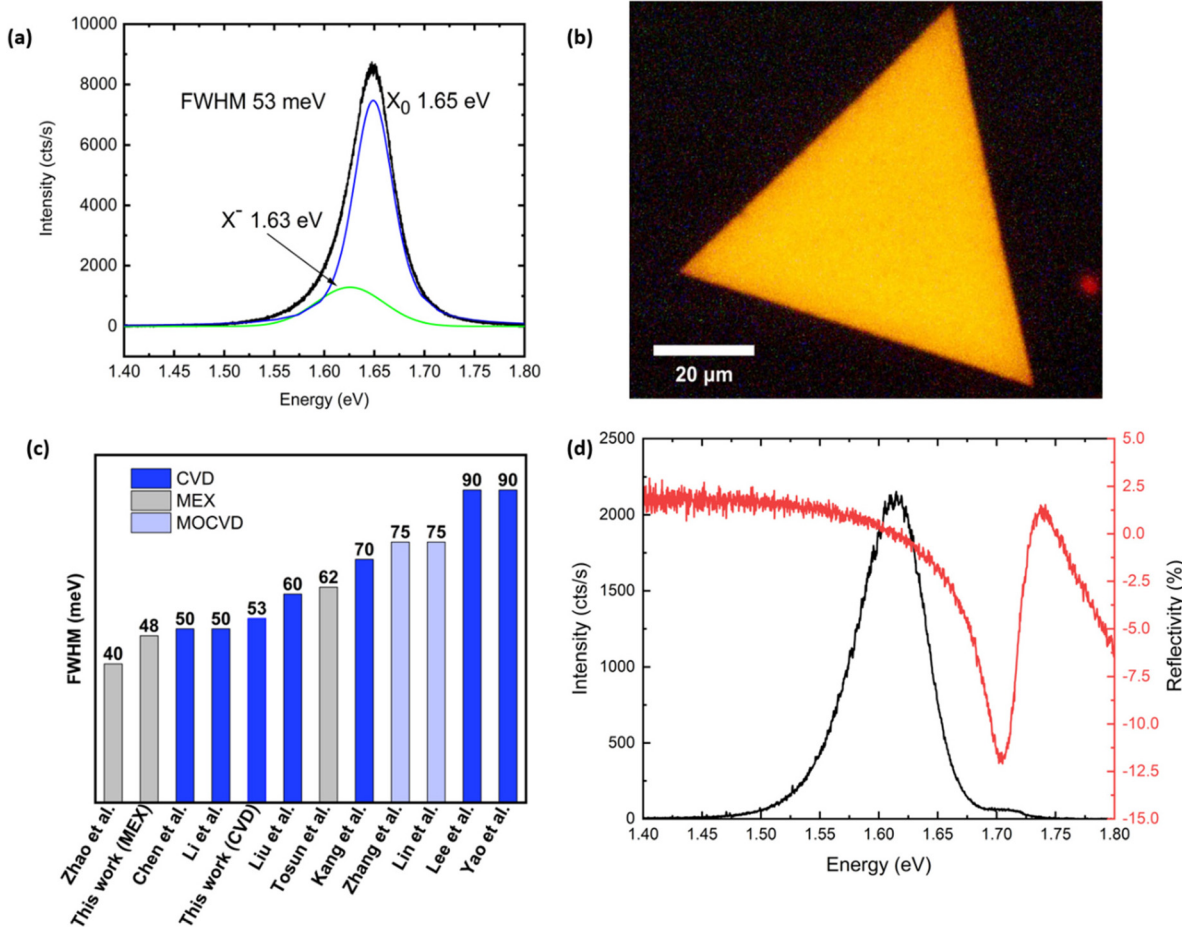 (a)
10000
8000
6000
4000
2000
0
Intensity (cts/s)
FWHM 53 meV
X0 1.65 eV
X- 1.63 eV
1.40 1.45 1.50 1.55 1.60 1.65 1.70 1.75 1.80
Energy (eV)
(b)
20 µm
(c)
CVD
MEX
MOCVD
FWHM (meV)
40 48 50 50 53 60 62 70 75 75 90 90
Zhao et al.
This work (MEX)
Chen et al.
Li et al.
This work (CVD)
Liu et al.
Tosun et al.
Kang et al.
Zhang et al.
Lin et al.
Lee et al.
Yao et al.
(d)
2500
2000
1500
1000
500
0
Intensity (cts/s)
5.0
2.5
0.0
-2.5
-5.0
-7.5
-10.0
-12.5
-15.0
Reflectivity (%)
1.40 1.45 1.50 1.55 1.60 1.65 1.70 1.75 1.80
Energy (eV)